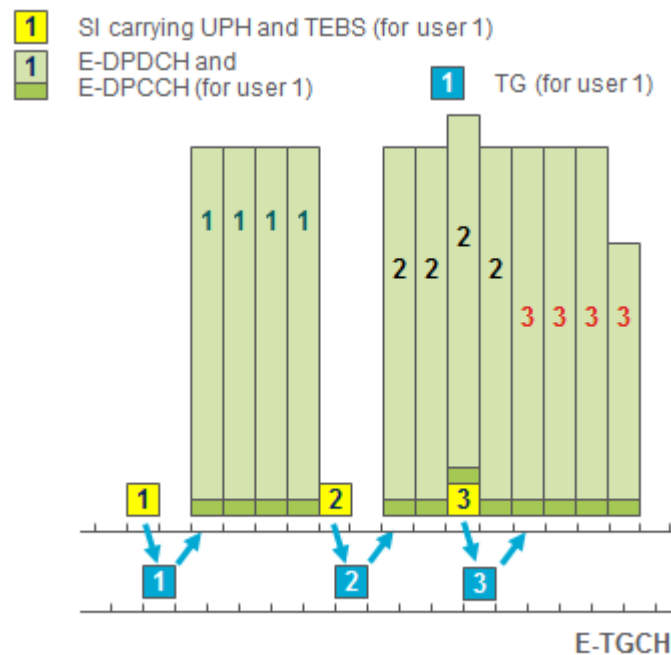 1 SI carrying UPH and TEBS (for user 1)
1 E-DPDCH and
E-DPCCH (for user 1)
1 TG (for user 1)
1 1 1 1
2 2 2 2
3 3 3 3
1 2 3
1 2 3
E-TGCH